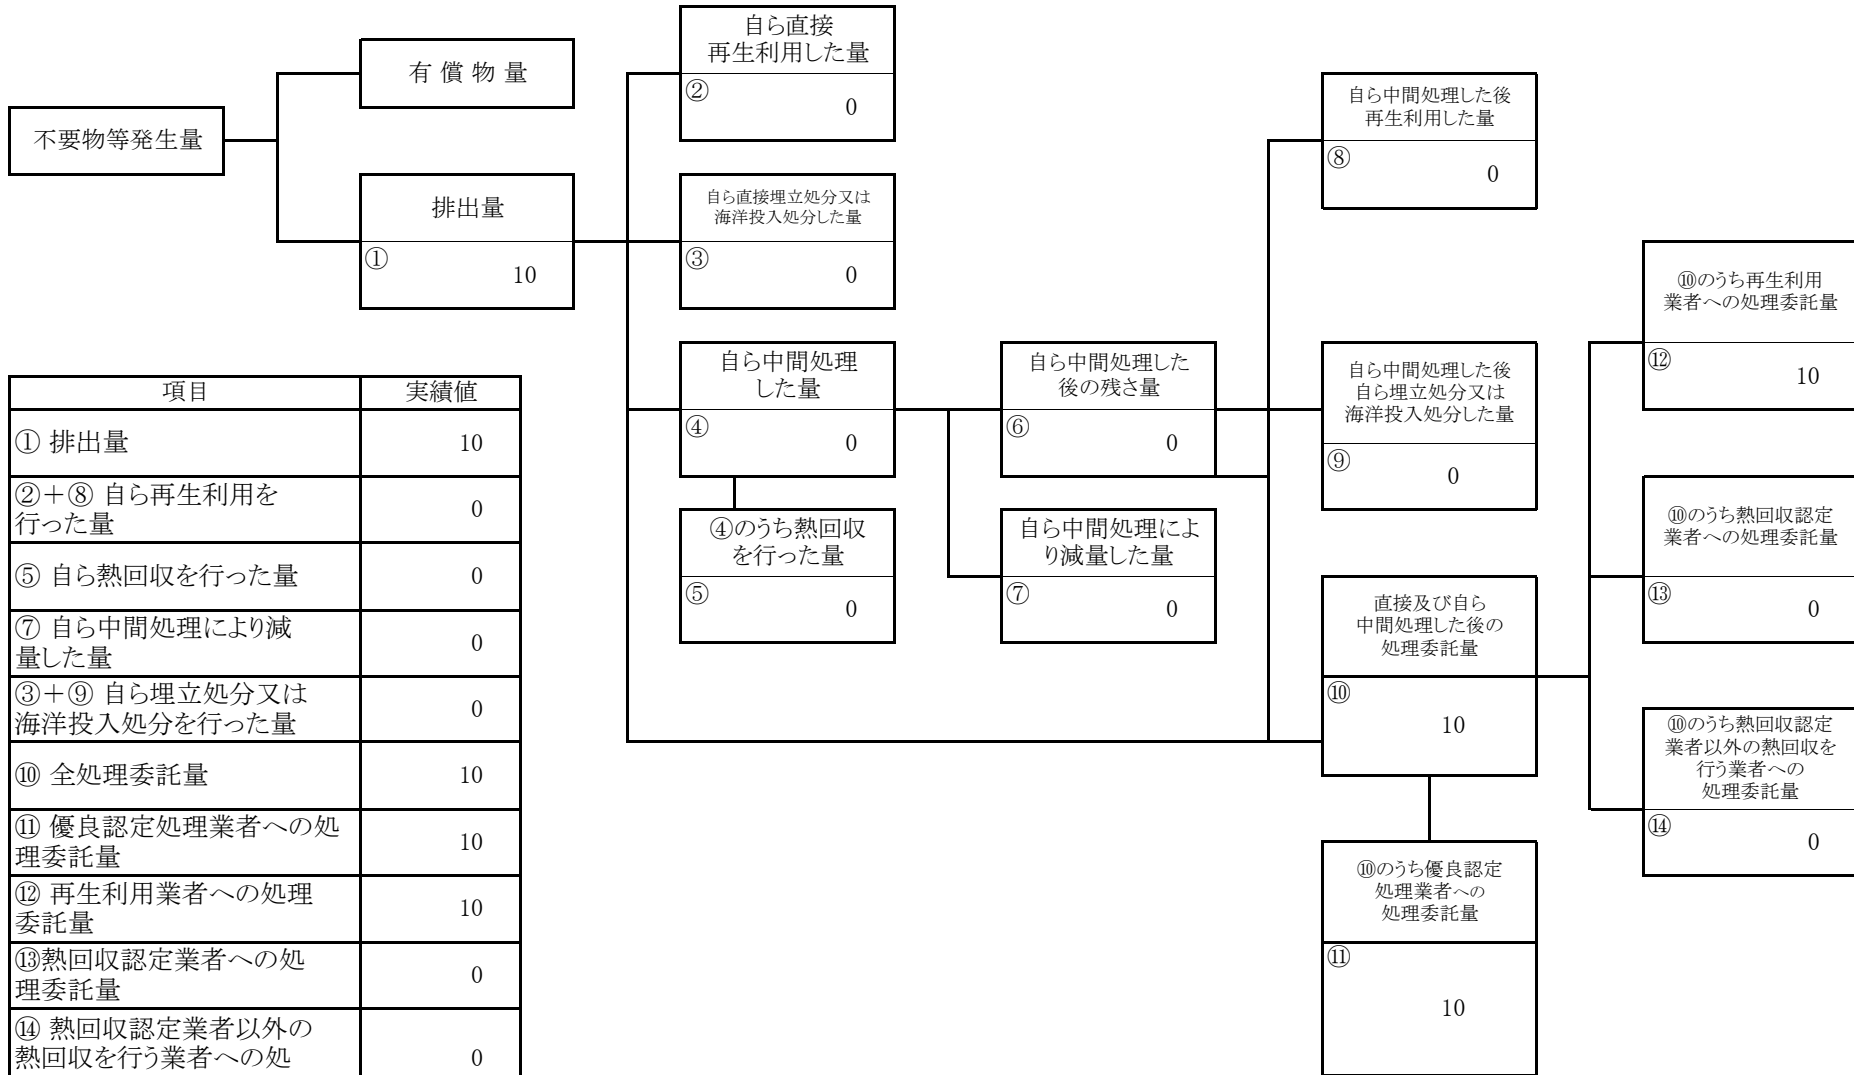 自ら直接
再生利用した量
②
0
有 償 物 量
不要物等発生量
自ら中間処理した後
再生利用した量
⑧
0
排出量
①
10
自ら直接埋立処分又は
海洋投入処分した量
③
0
⑩のうち再生利用
業者への処理委託量
⑫
10
自ら中間処理
した量
④
0
自ら中間処理した
後の残さ量
⑥
0
自ら中間処理した後
自ら埋立処分又は
海洋投入処分した量
⑨
0
⑩のうち熱回収認定
業者への処理委託量
⑬
0
④のうち熱回収
を行った量
⑤
0
自ら中間処理によ
り減量した量
⑦
0
直接及び自ら
中間処理した後の
処理委託量
⑩
10
⑩のうち熱回収認定
業者以外の熱回収を
行う業者への
処理委託量
⑭
0
⑩のうち優良認定
処理業者への
処理委託量
⑪
10
項目 実績値
① 排出量 10
②＋⑧ 自ら再生利用を
行った量 0
⑤ 自ら熱回収を行った量 0
⑦ 自ら中間処理により減
量した量 0
③＋⑨ 自ら埋立処分又は
海洋投入処分を行った量 0
⑩ 全処理委託量 10
⑪ 優良認定処理業者への処
理委託量 10
⑫ 再生利用業者への処理
委託量 10
⑬熱回収認定業者への処
理委託量 0
⑭ 熱回収認定業者以外の
熱回収を行う業者への処 0